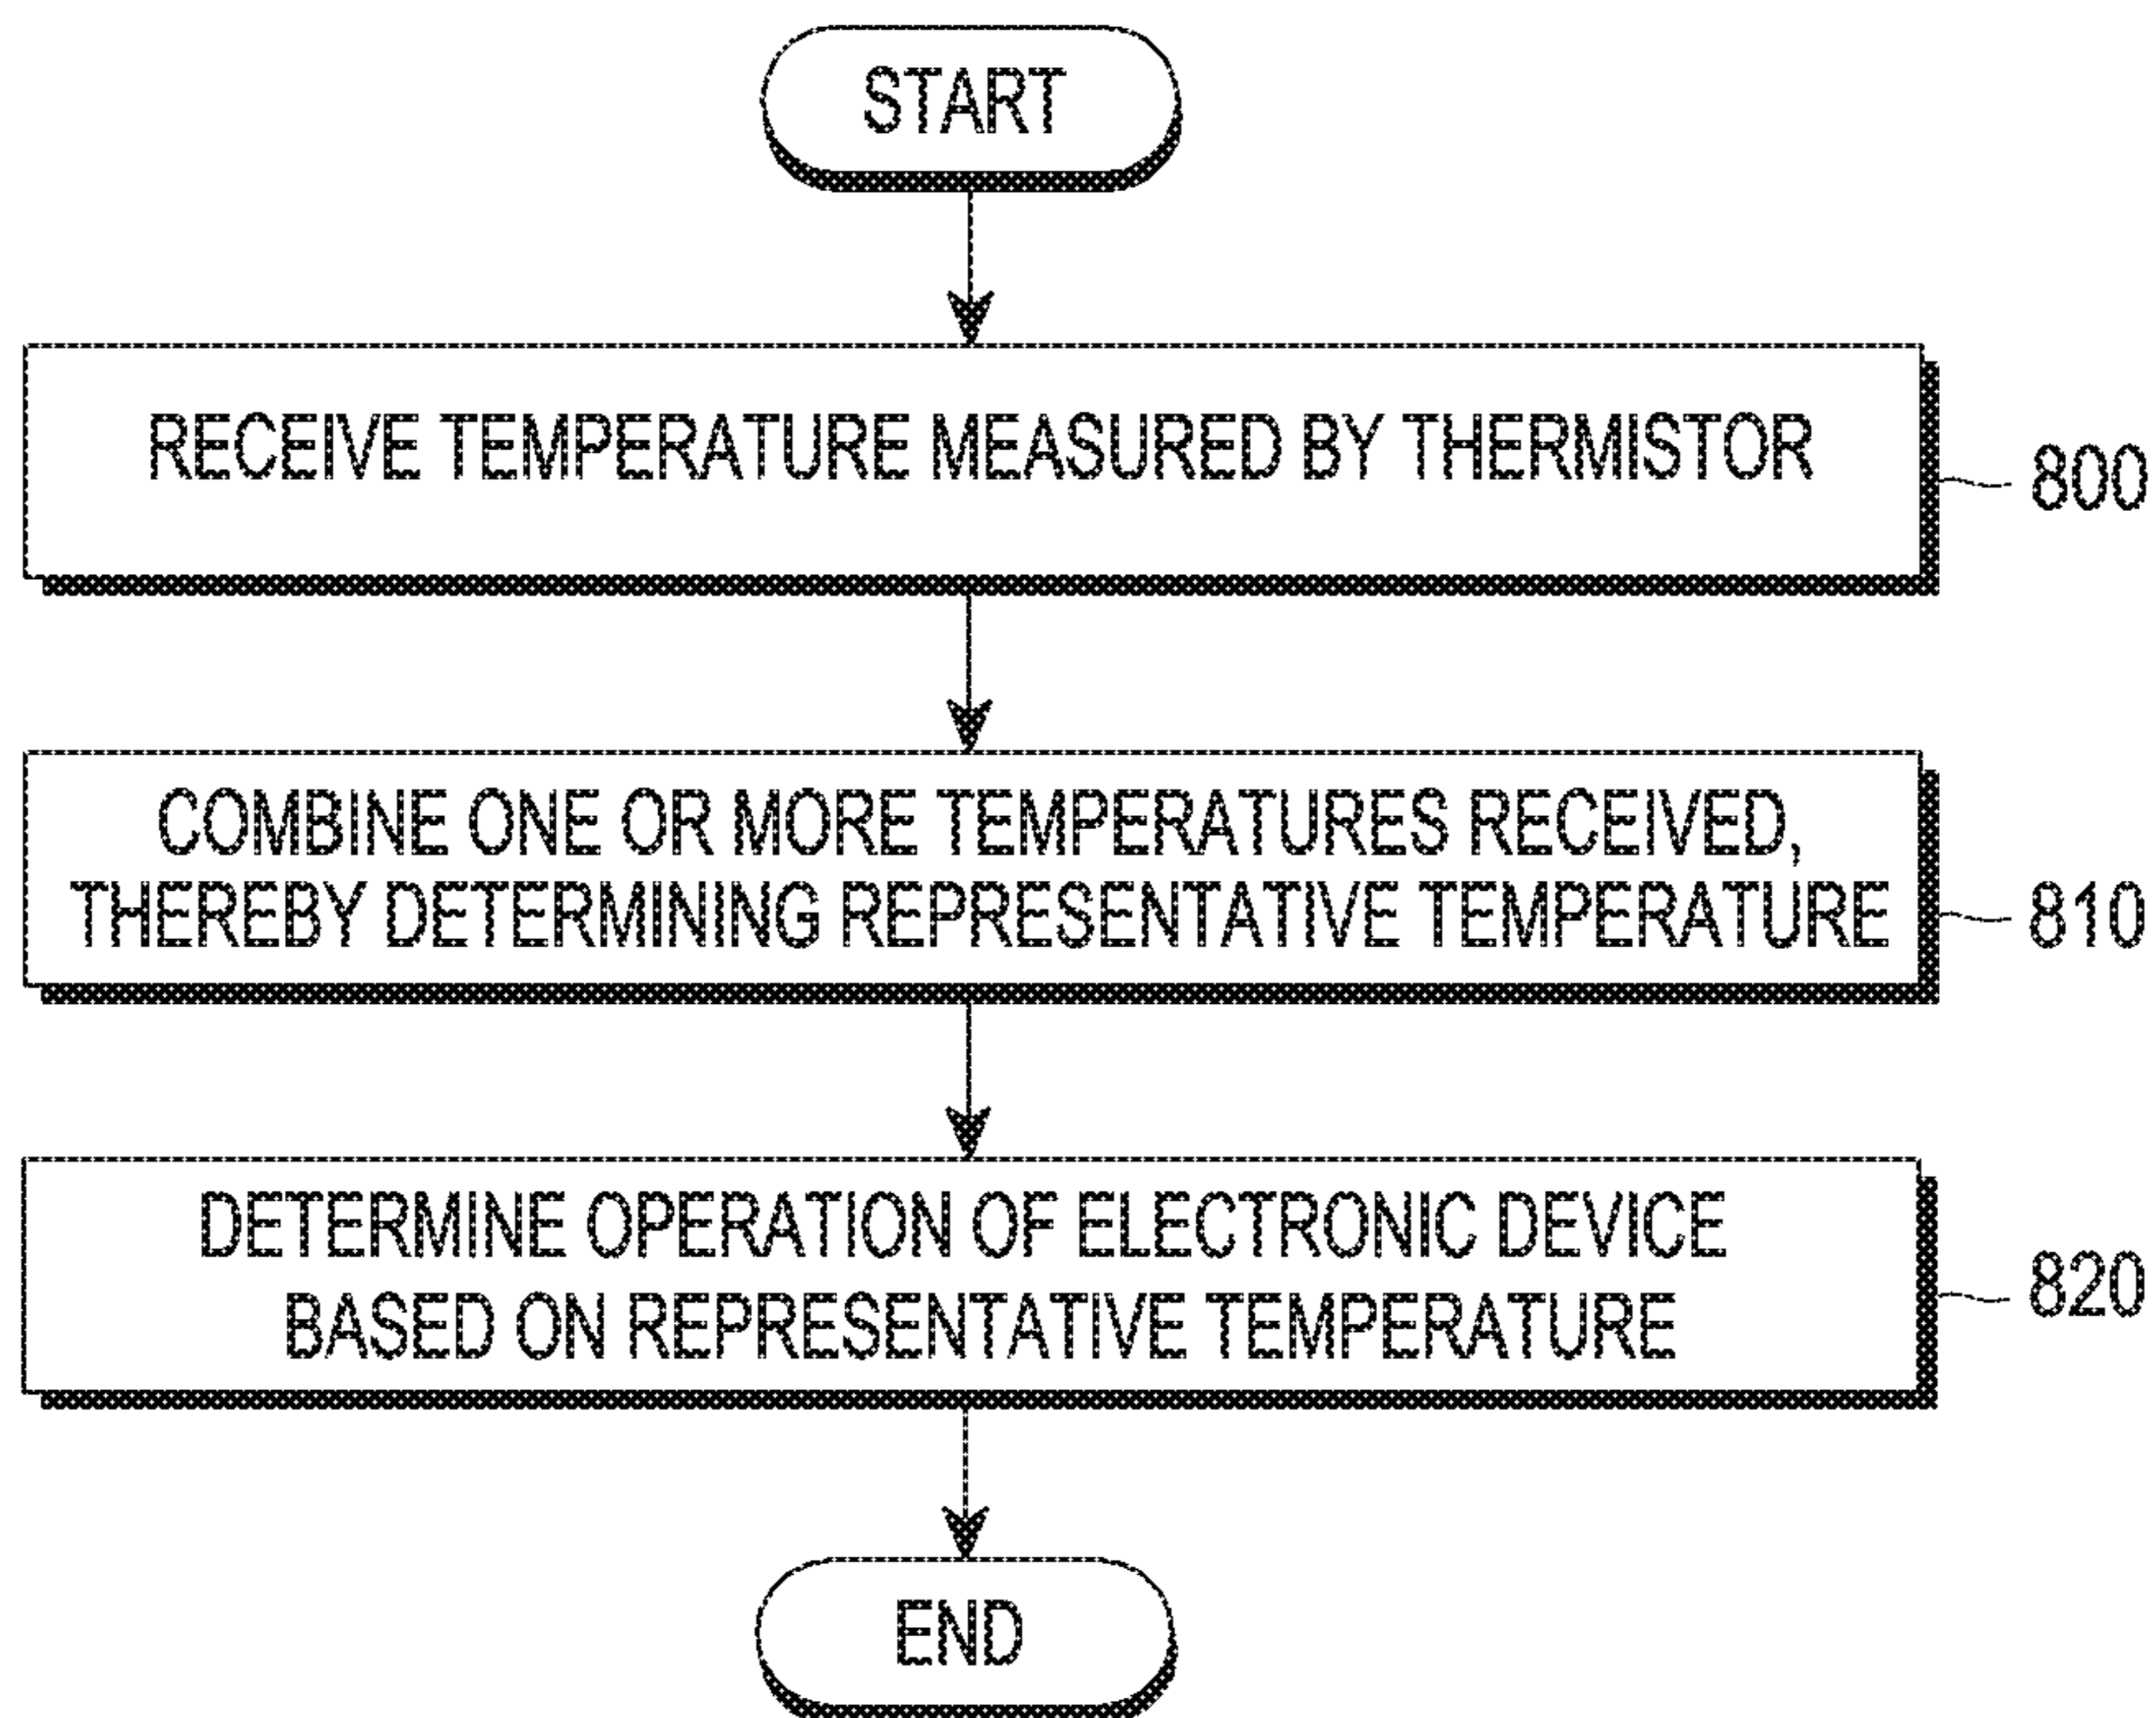 START
RECEIVE TEMPERATURE MEASURED BY THERMISTOR
800
COMBINE ONE OR MORE TEMPERATURES RECEIVED,
THEREBY DETERMINING REPRESENTATIVE TEMPERATURE
810
DETERMINE OPERATION OF ELECTRONIC DEVICE
BASED ON REPRESENTATIVE TEMPERATURE
820
END